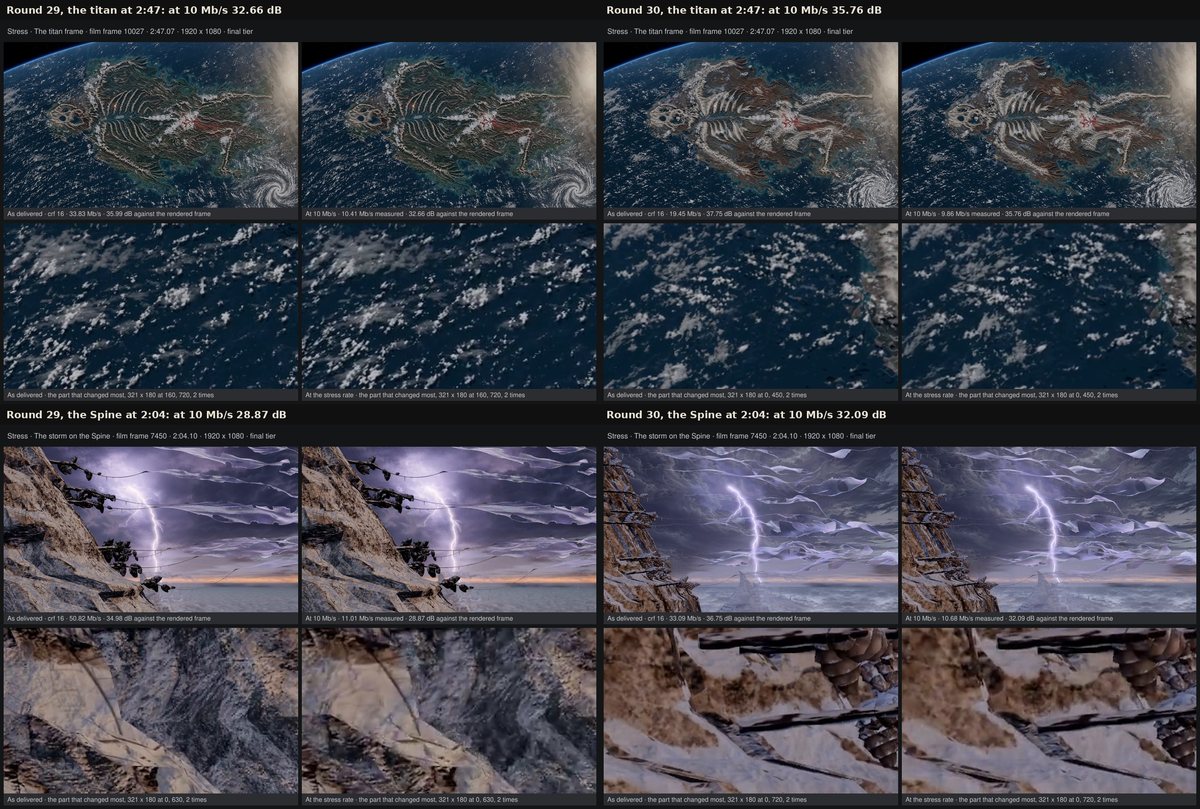 Round 29, the titan at 2:47: at 10 Mb/s 32.66 dB
Stress · The titan frame · film frame 10027 · 2:47.07 · 1920 x 1080 · final tier
As delivered · crf 16 · 33.83 Mb/s · 35.99 dB against the rendered frame
At 10 Mb/s · 10.41 Mb/s measured · 32.66 dB against the rendered frame
As delivered · the part that changed most, 321 x 180 at 160, 720, 2 times
At the stress rate · the part that changed most, 321 x 180 at 160, 720, 2 times
Round 30, the titan at 2:47: at 10 Mb/s 35.76 dB
Stress · The titan frame · film frame 10027 · 2:47.07 · 1920 x 1080 · final tier
As delivered · crf 16 · 19.45 Mb/s · 37.75 dB against the rendered frame
At 10 Mb/s · 9.86 Mb/s measured · 35.76 dB against the rendered frame
As delivered · the part that changed most, 321 x 180 at 0, 450, 2 times
At the stress rate · the part that changed most, 321 x 180 at 0, 450, 2 times
Round 29, the Spine at 2:04: at 10 Mb/s 28.87 dB
Stress · The storm on the Spine · film frame 7450 · 2:04.10 · 1920 x 1080 · final tier
As delivered · crf 16 · 50.82 Mb/s · 34.98 dB against the rendered frame
At 10 Mb/s · 11.01 Mb/s measured · 28.87 dB against the rendered frame
As delivered · the part that changed most, 321 x 180 at 0, 630, 2 times
At the stress rate · the part that changed most, 321 x 180 at 0, 630, 2 times
Round 30, the Spine at 2:04: at 10 Mb/s 32.09 dB
Stress · The storm on the Spine · film frame 7450 · 2:04.10 · 1920 x 1080 · final tier
As delivered · crf 16 · 33.09 Mb/s · 36.75 dB against the rendered frame
At 10 Mb/s · 10.68 Mb/s measured · 32.09 dB against the rendered frame
As delivered · the part that changed most, 321 x 180 at 0, 720, 2 times
At the stress rate · the part that changed most, 321 x 180 at 0, 720, 2 times